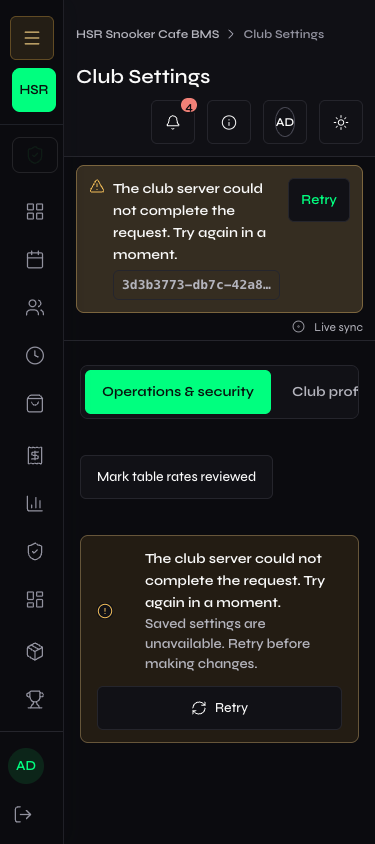 HSR
HSR Snooker Cafe BMS > Club Settings
Club Settings
4
AD
The club server could
not complete the
request. Try again in a
moment.
Retry
3d3b3773-db7c-42a8…
Live sync
Operations & security
Club prof
Mark table rates reviewed
The club server could not
complete the request. Try
again in a moment.
Saved settings are
unavailable. Retry before
making changes.
Retry
AD